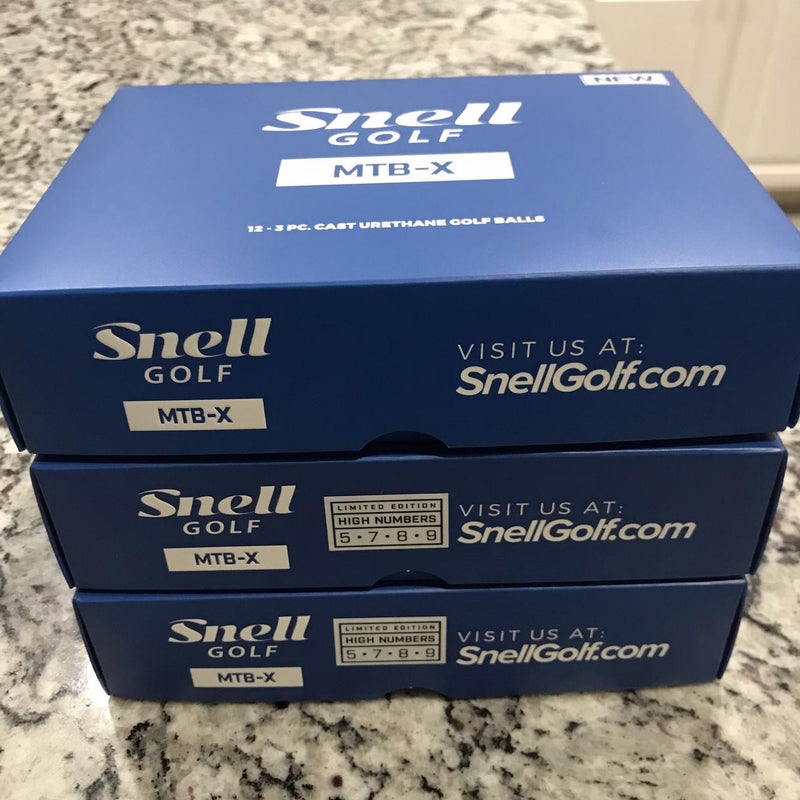 NEW
Snell
GOLF
MTB-X
12 - 3 PC. CAST URETHANE GOLF BALLS
Snell
GOLF
MTB-X
VISIT US AT:
SnellGolf.com
Snell
GOLF
MTB-X
LIMITED EDITION
HIGH NUMBERS
5•7•8•9
VISIT US AT:
SnellGolf.com
Snell
GOLF
MTB-X
LIMITED EDITION
HIGH NUMBERS
5•7•8•9
VISIT US AT:
SnellGolf.com